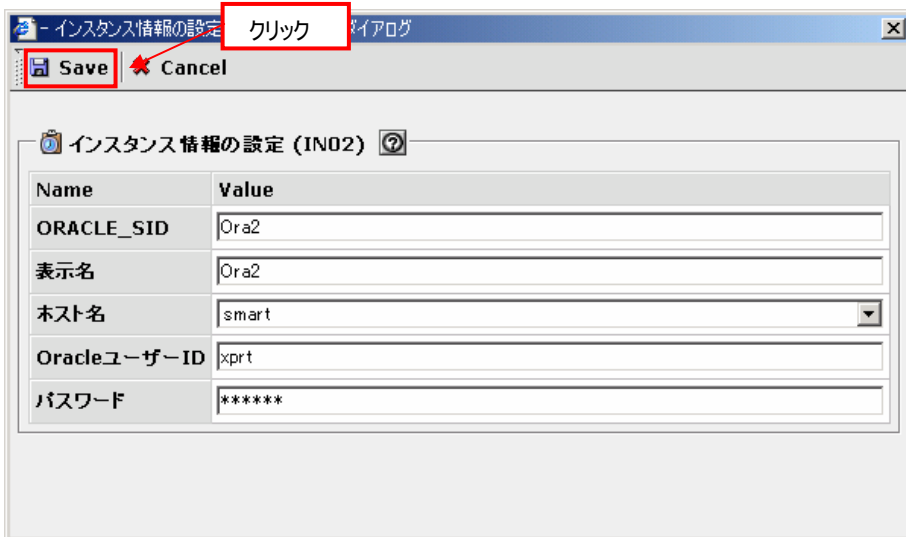 - インスタンス情報の設定
クリック
イアログ
Save Cancel
インスタンス情報の設定 (IN02)
Name Value
ORACLE_SID Ora2
表示名 Ora2
ホスト名 smart
OracleユーザーID xprt
パスワード ******